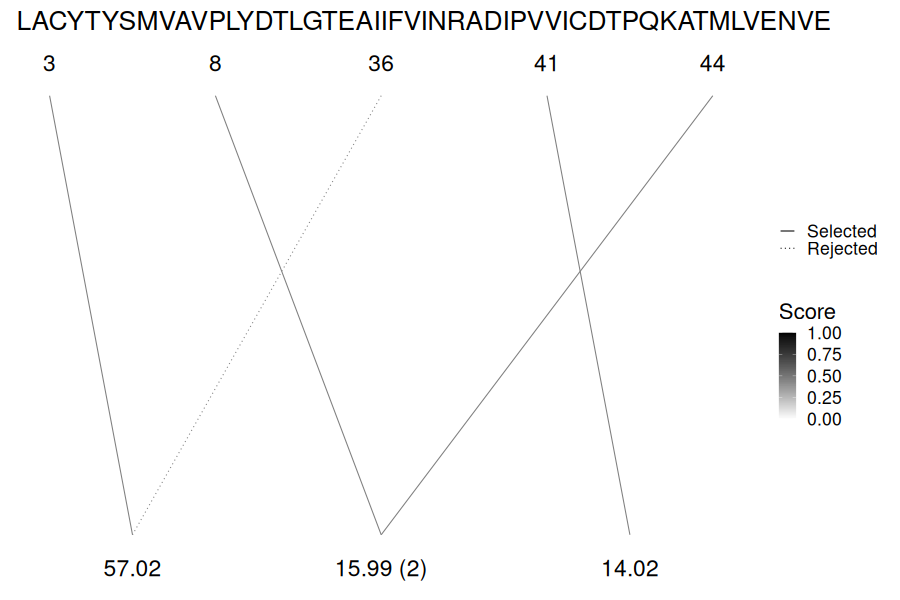 LACYTYSMVAVPLYDTLGTEAIIFVINRADIPVVICDTPQKATMLVENVE
3 8 36 41 44
Selected
Rejected
Score
1.00
0.75
0.50
0.25
0.00
57.02 15.99 (2) 14.02